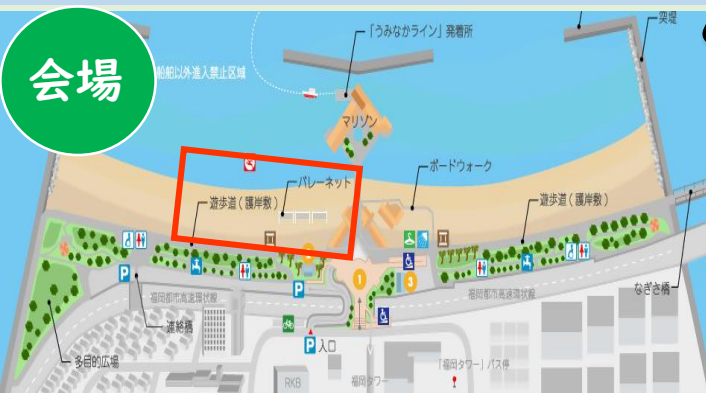 会場
「うみなかライン」発着所
突堤
船舶以外進入禁止区域
マリゾン
ボードウォーク
バレーネット
遊歩道(護岸敷)
遊歩道(護岸敷)
P
P
1
3
福岡都市高速環状線
福岡都市高速環状線
なぎさ橋
連絡橋
多目的広場
P 入口
RKB
福岡タワー
「福岡タワー」バス停